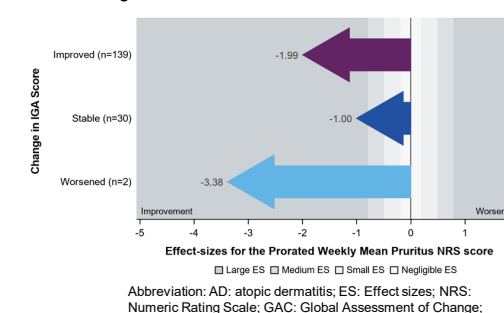 Improved (n=139)
-1.99
Change in IGA Score
Stable (n=30)
-1.00
Worsened (n=2)
-3.38
Improvement
-5 -4 -3 -2 -1 0 1
Effect-sizes for the Prorated Weekly Mean Pruritus NRS score
Large ES Medium ES Small ES Negligible ES
Abbreviation: AD: atopic dermatitis; ES: Effect sizes; NRS:
Numeric Rating Scale; GAC: Global Assessment of Change;